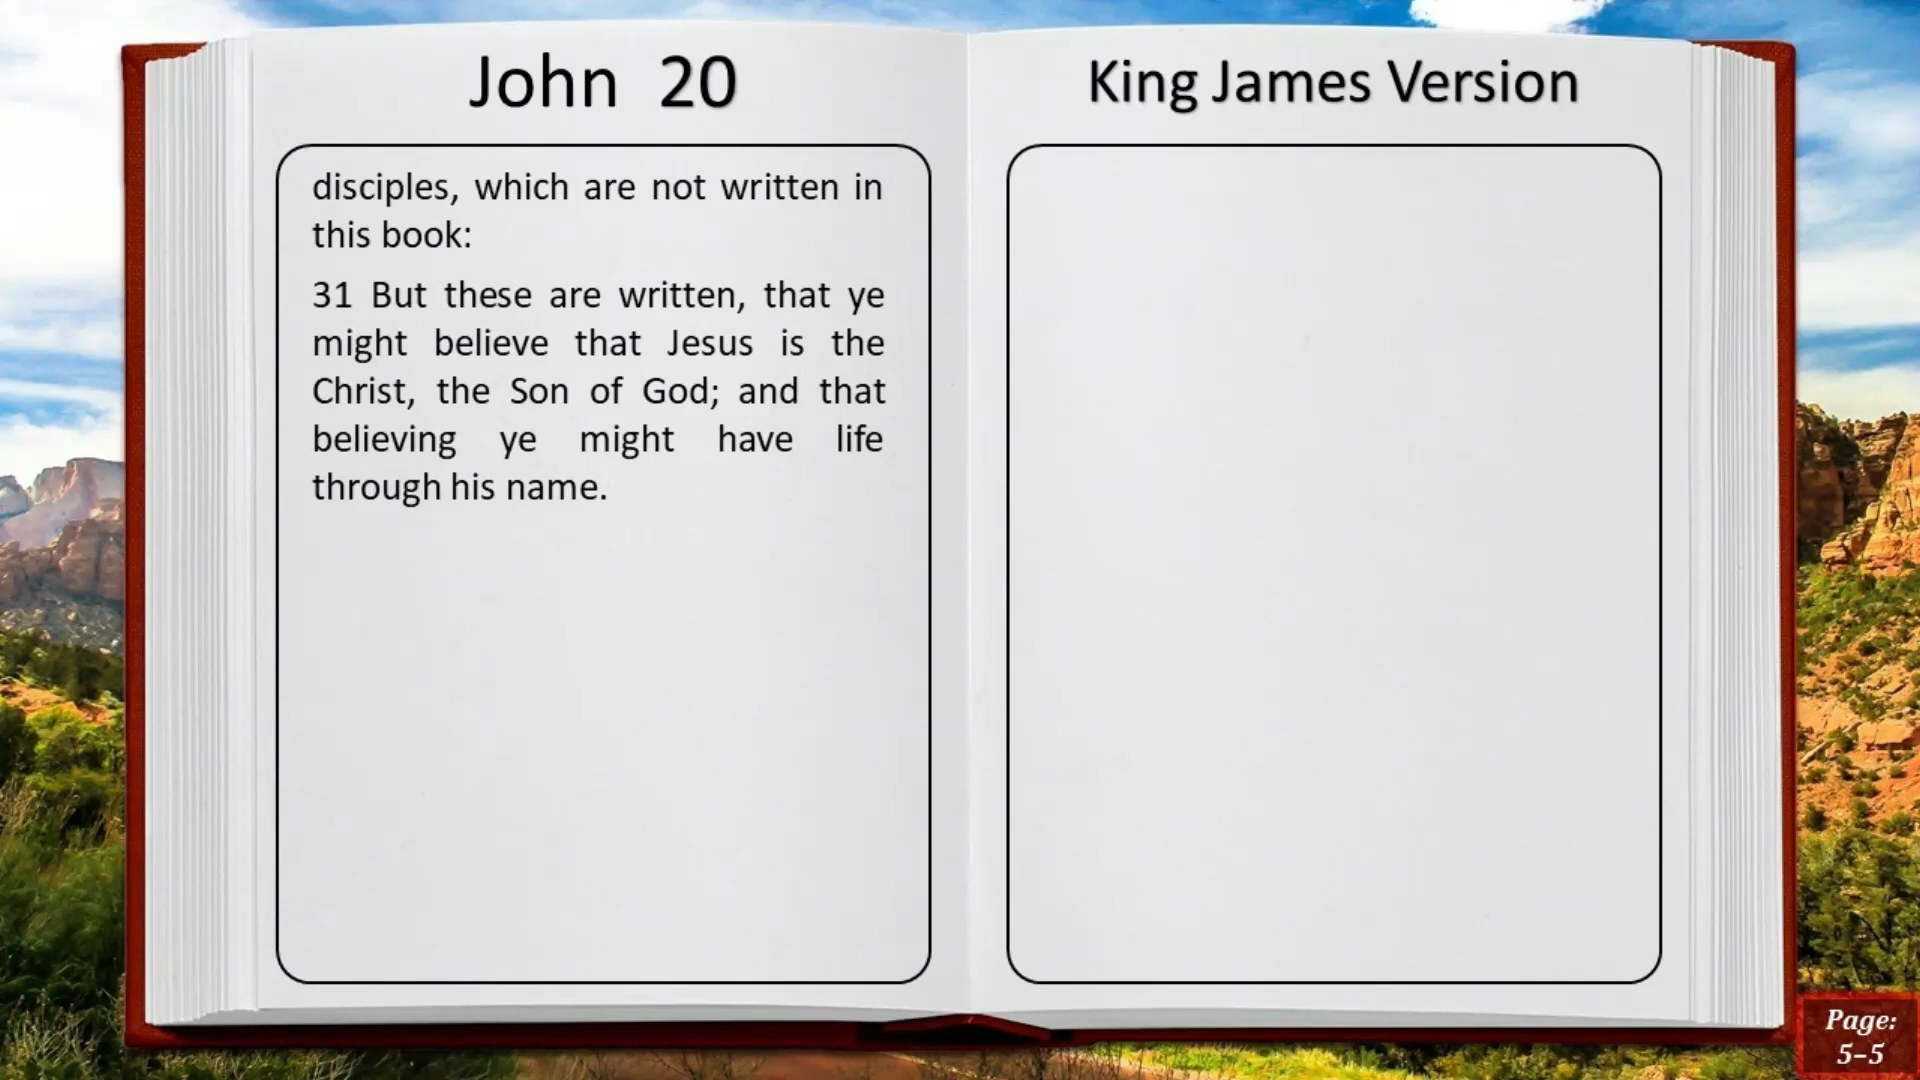 John 20
King James Version
disciples, which are not written in
this book:
31 But these are written, that ye
might believe that Jesus is the
Christ, the Son of God; and that
believing ye might have life
through his name.
Page:
5-5